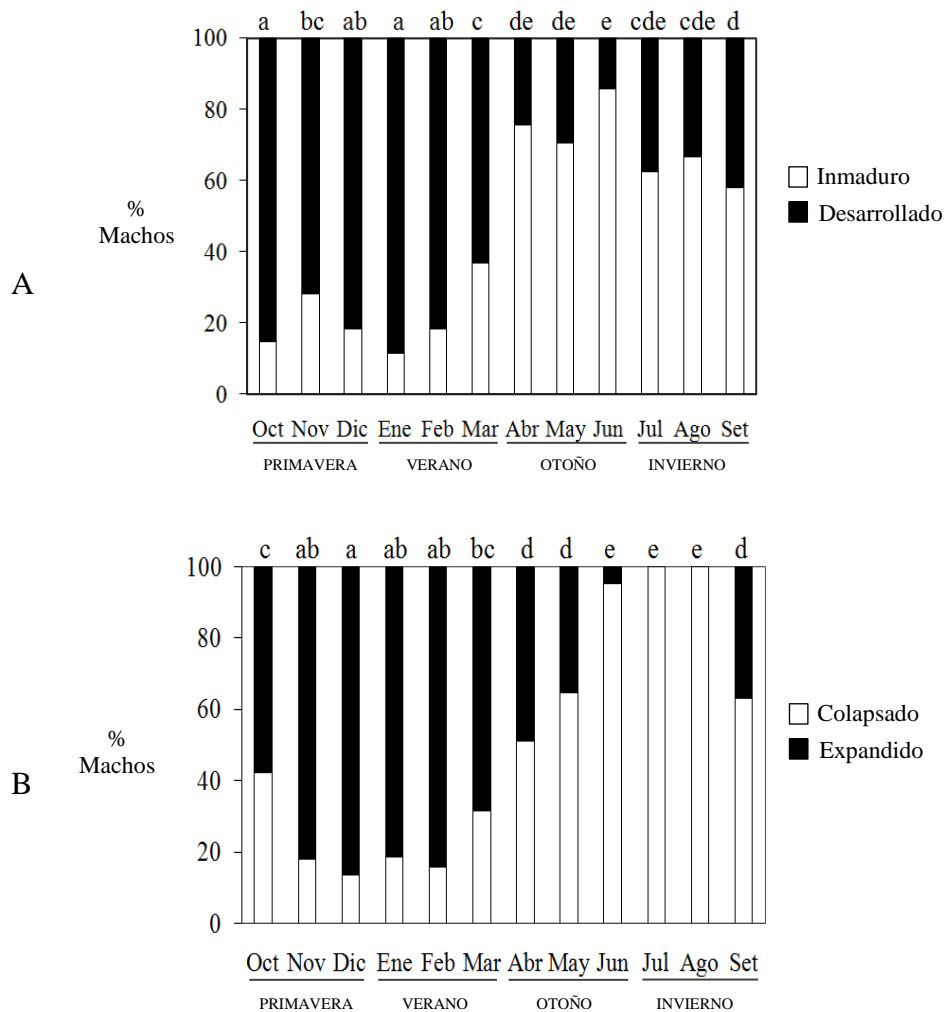 a bc ab a ab c de de e cde cde d
100
80
60
40
20
0
%
Machos
A
Inmaduro
Desarrollado
Oct Nov Dic Ene Feb Mar Abr May Jun Jul Ago Set
PRIMAVERA VERANO OTOÑO INVIERNO
c ab a ab ab bc d d e e e d
100
80
60
40
20
0
%
Machos
B
Colapsado
Expandido
Oct Nov Dic Ene Feb Mar Abr May Jun Jul Ago Set
PRIMAVERA VERANO OTOÑO INVIERNO